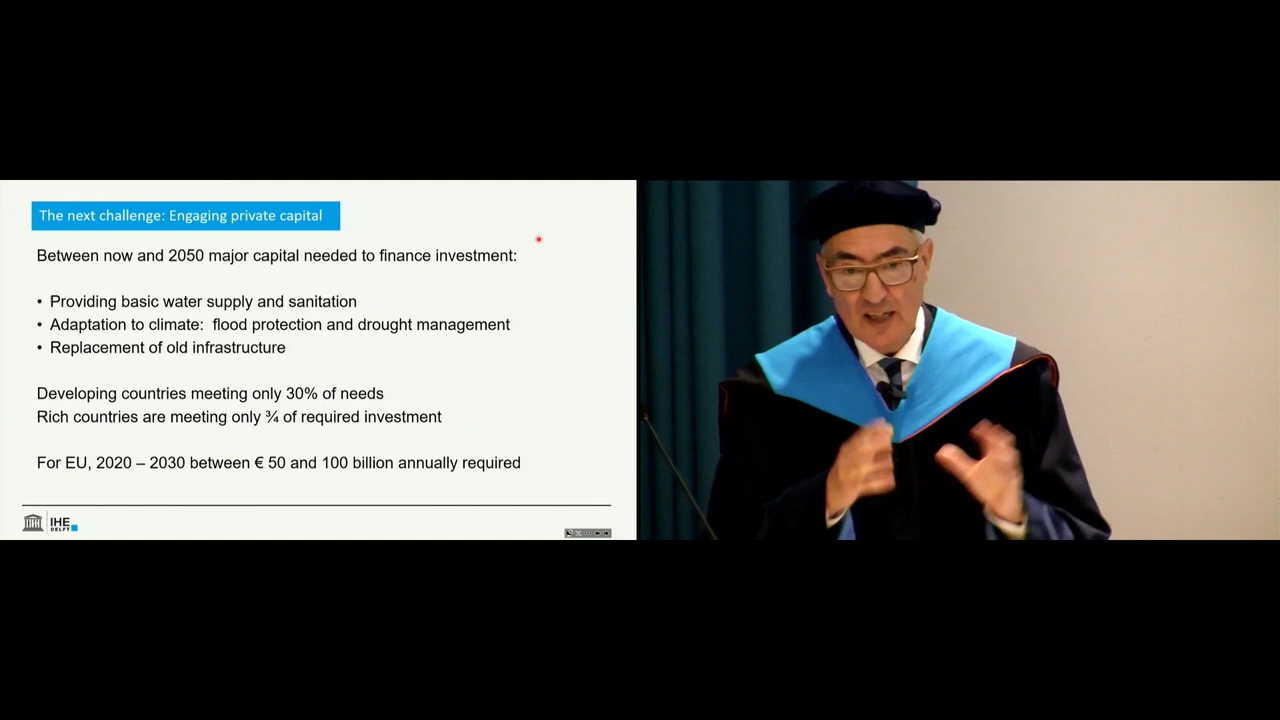 The next challenge: Engaging private capital
Between now and 2050 major capital needed to finance investment:
• Providing basic water supply and sanitation
• Adaptation to climate:  flood protection and drought management
• Replacement of old infrastructure
Developing countries meeting only 30% of needs
Rich countries are meeting only ¾ of required investment
For EU, 2020 – 2030 between € 50 and 100 billion annually required
IHE
DELFT